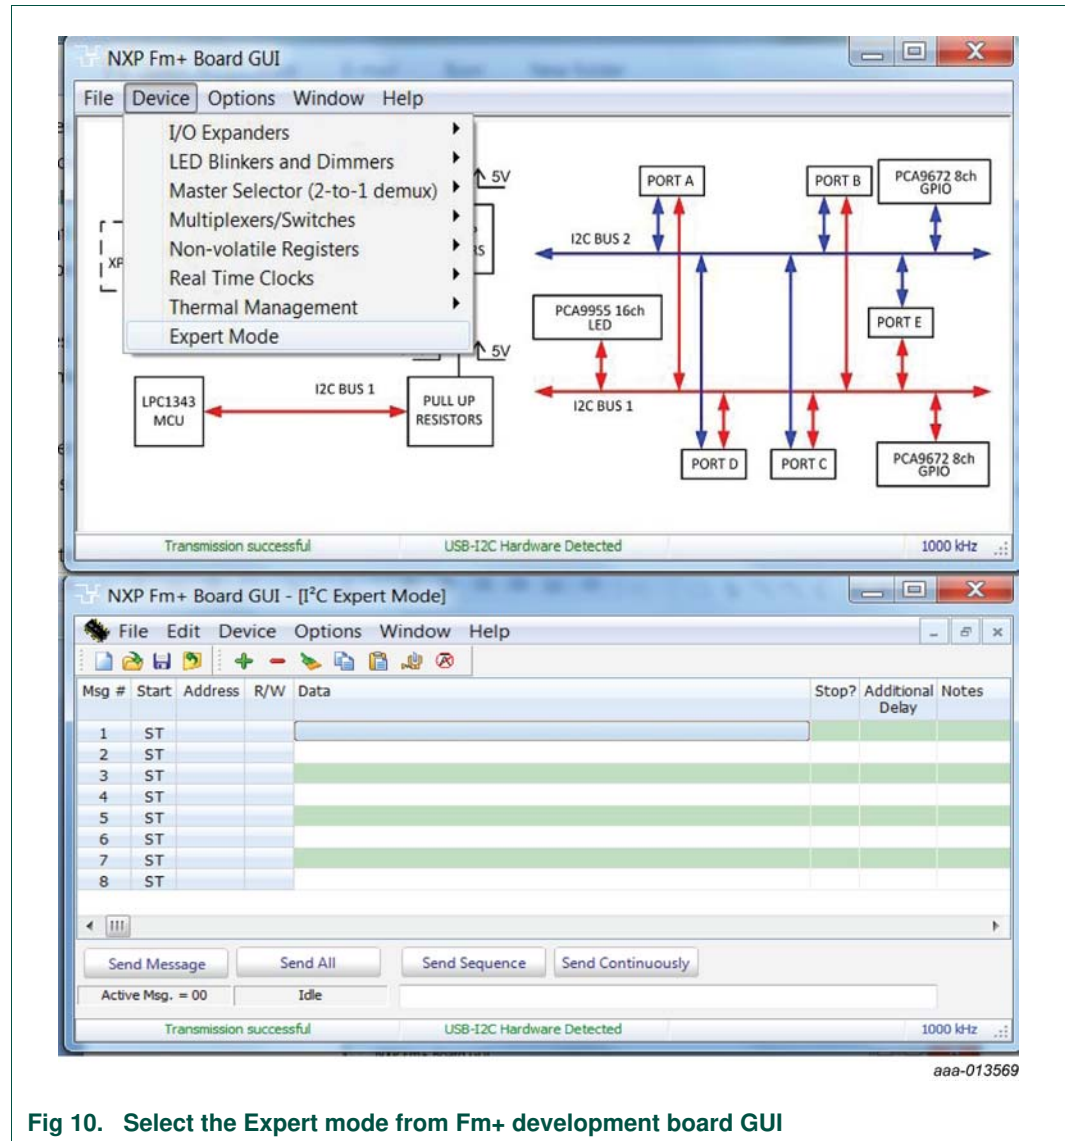 NXP Fm+ Board GUI
File Device Options Window Help
I/O Expanders
LED Blinkers and Dimmers
Master Selector (2-to-1 demux)
Multiplexers/Switches
Non-volatile Registers
Real Time Clocks
Thermal Management
Expert Mode
XP
5V
5V
RS
LPC1343
MCU
I2C BUS 1
PULL UP
RESISTORS
PORT A
PORT B
PCA9672 8ch
GPIO
I2C BUS 2
PCA9955 16ch
LED
PORT E
I2C BUS 1
PORT D
PORT C
PCA9672 8ch
GPIO
Transmission successful USB-I2C Hardware Detected 1000 kHz
NXP Fm+ Board GUI - [I²C Expert Mode]
File Edit Device Options Window Help
Msg # Start Address R/W Data Stop? Additional Delay Notes
1 ST
2 ST
3 ST
4 ST
5 ST
6 ST
7 ST
8 ST
Send Message Send All Send Sequence Send Continuously
Active Msg. = 00 Idle
Transmission successful USB-I2C Hardware Detected 1000 kHz
aaa-013569
Fig 10. Select the Expert mode from Fm+ development board GUI